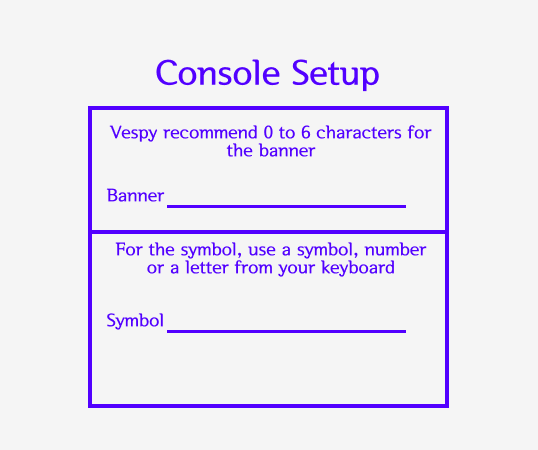 Console Setup
Vespy recommend 0 to 6 characters for
the banner
Banner
For the symbol, use a symbol, number
or a letter from your keyboard
Symbol